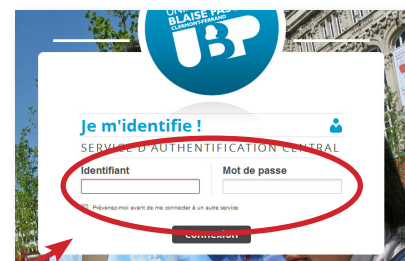 BLAISE PAS
CLERMONT-FERRAND
UBP
Je m'identifie !
SERVICE D'AUTHENTIFICATION CENTRAL
Identifiant
Mot de passe
Prévenez-moi avant de me connecter à un autre service
Connexion